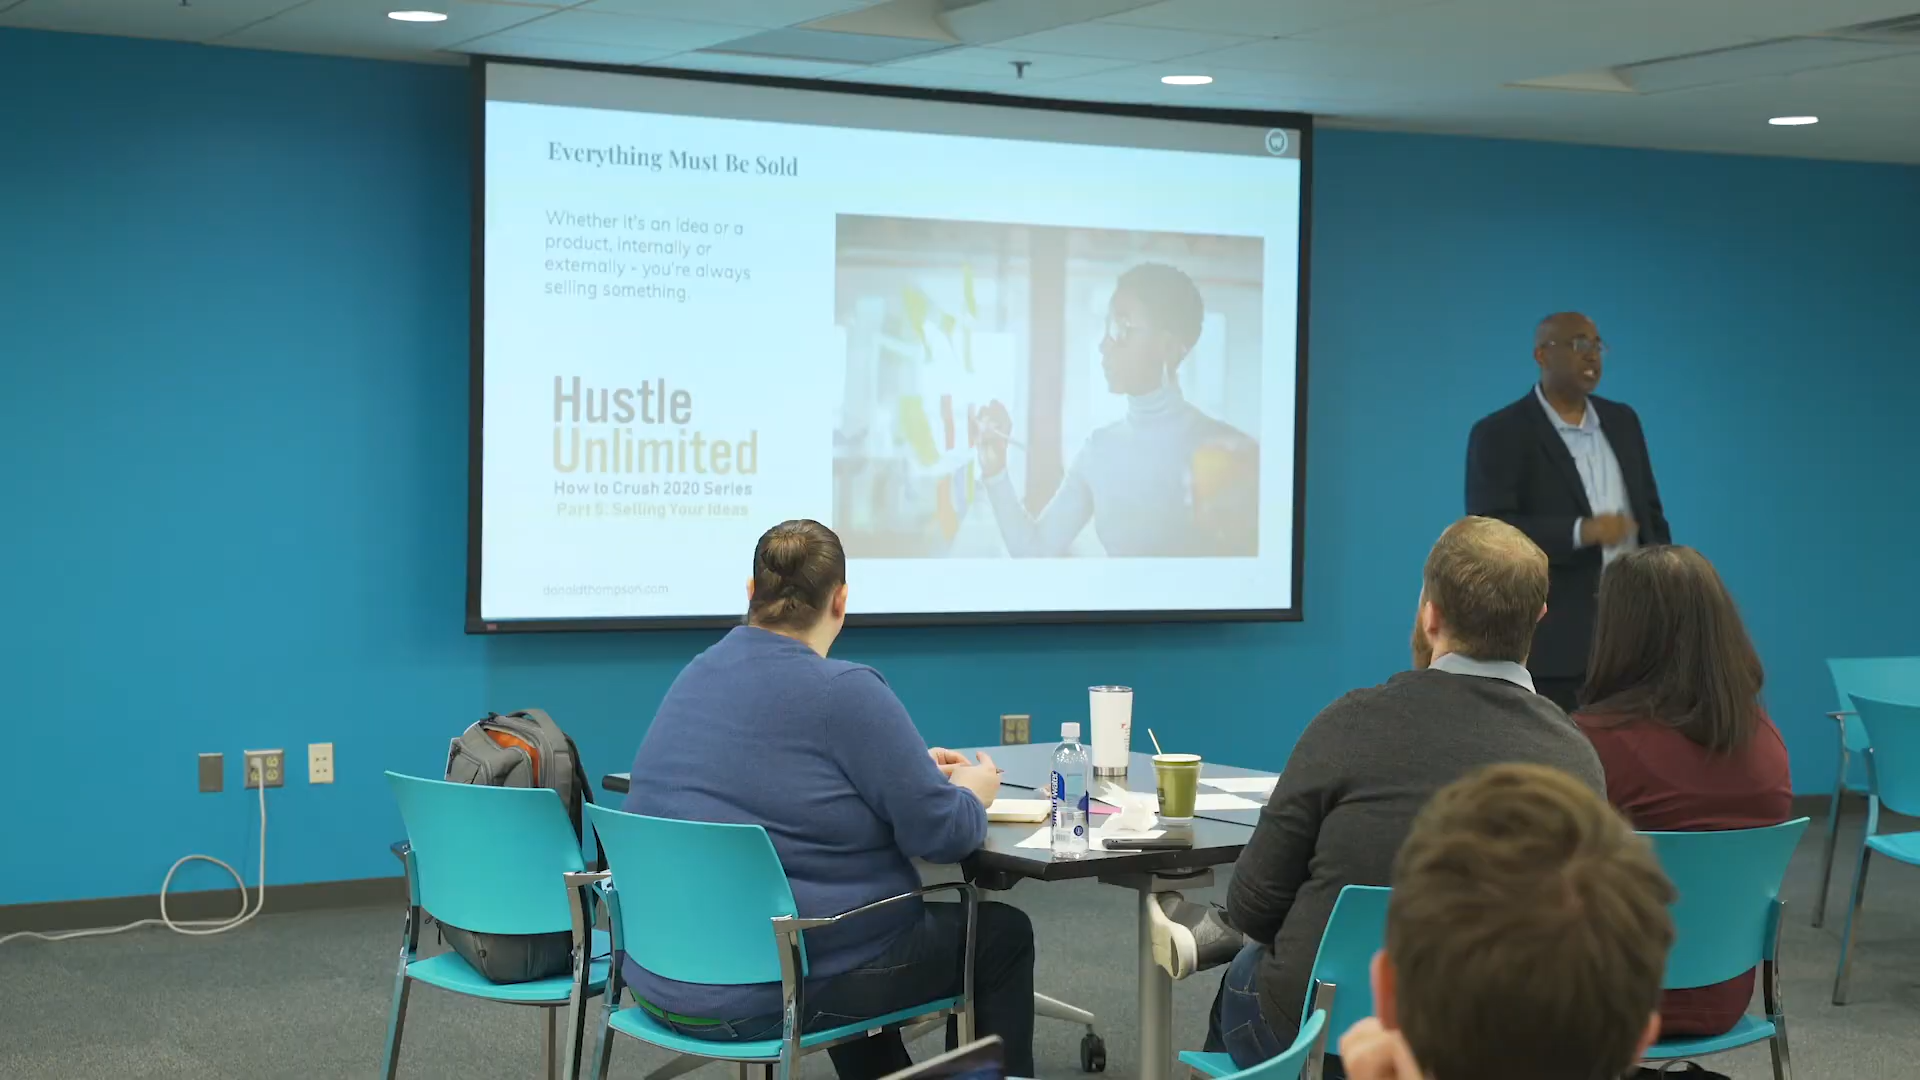 Everything Must Be Sold
Whether it's an idea or a
product, internally or
externally - you're always
selling something.
Hustle
Unlimited
How to Crush 2020 Series
Part 5: Selling Your Ideas
donaldthompson.com
smartwater